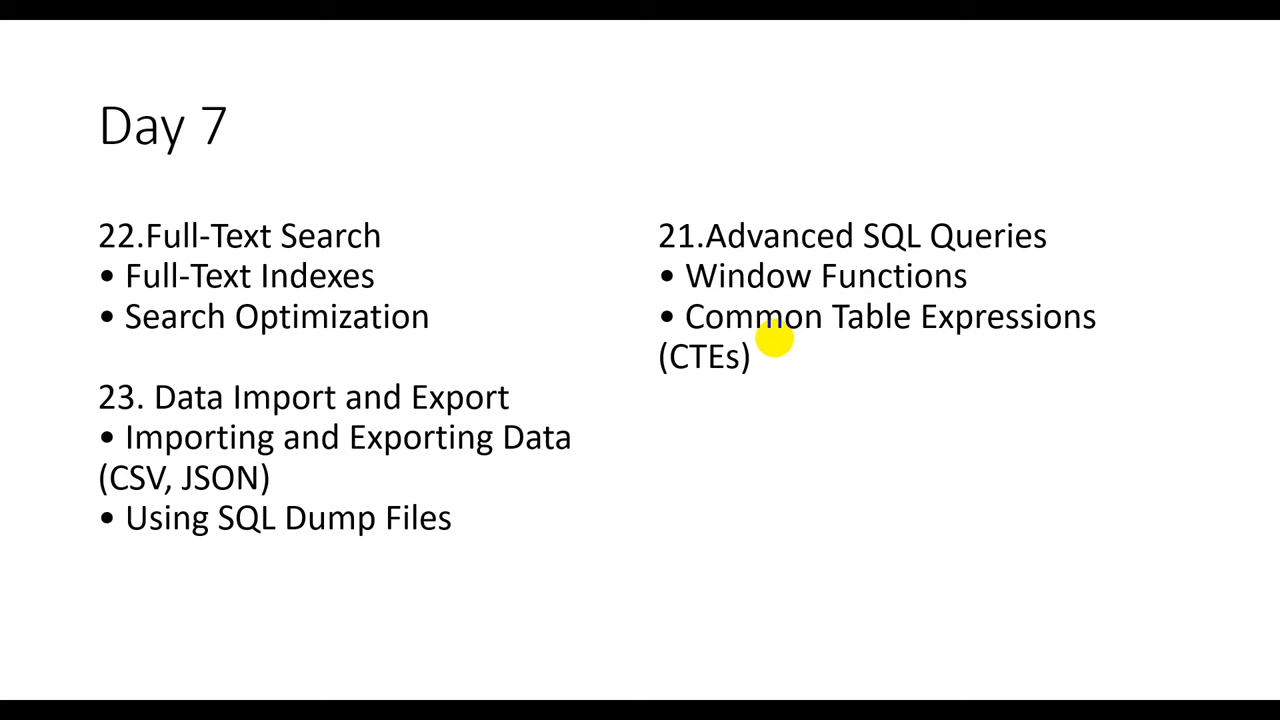 Day 7
22.Full-Text Search
• Full-Text Indexes
• Search Optimization
23. Data Import and Export
• Importing and Exporting Data
(CSV, JSON)
• Using SQL Dump Files
21.Advanced SQL Queries
• Window Functions
• Common Table Expressions
(CTEs)